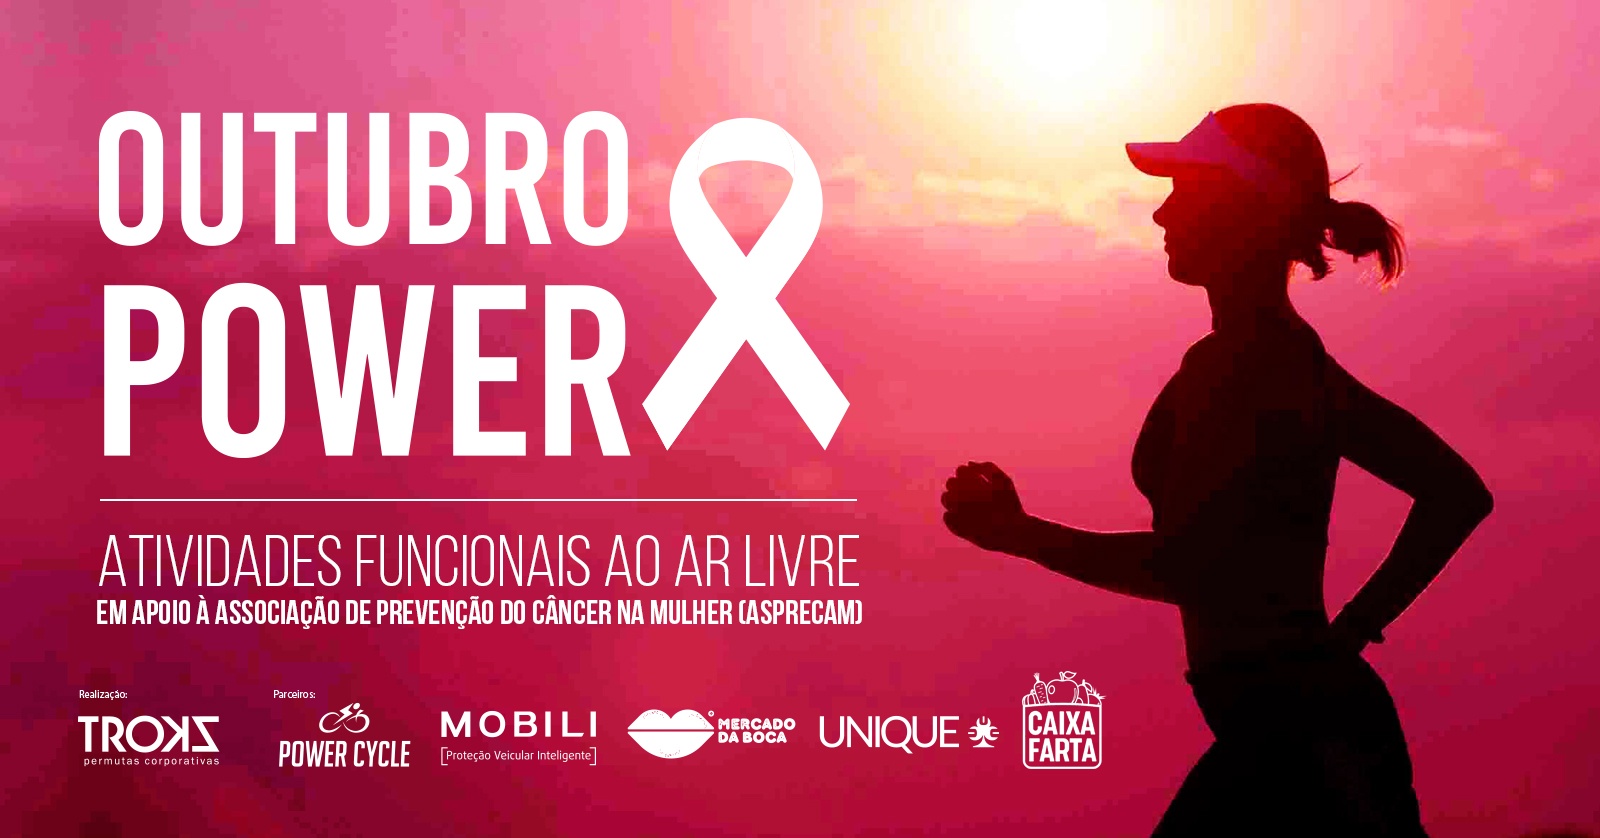 OUTUBRO
POWER
ATIVIDADES FUNCIONAIS AO AR LIVRE
EM APOIO À ASSOCIAÇÃO DE PREVENÇÃO DO CÂNCER NA MULHER (ASPRECAM)
Realização:
TROKS
permutas corporativas
Parceiros:
POWER CYCLE
MOBILI
[Proteção Veicular Inteligente]
MERCADO
DA BOCA
UNIQUE
CAIXA
FARTA